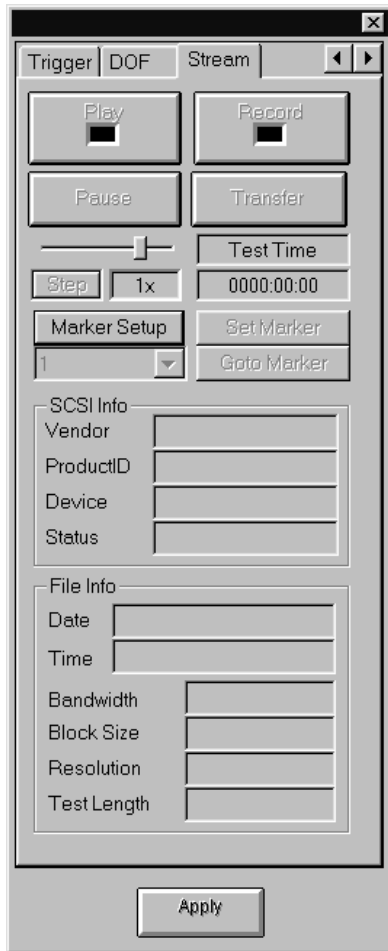 Trigger DOF Stream
Play Record
Pause Transfer
Test Time
Step 1x 0000:00:00
Marker Setup Set Marker
1 Goto Marker
SCSI Info
Vendor
ProductID
Device
Status
File Info
Date
Time
Bandwidth
Block Size
Resolution
Test Length
Apply